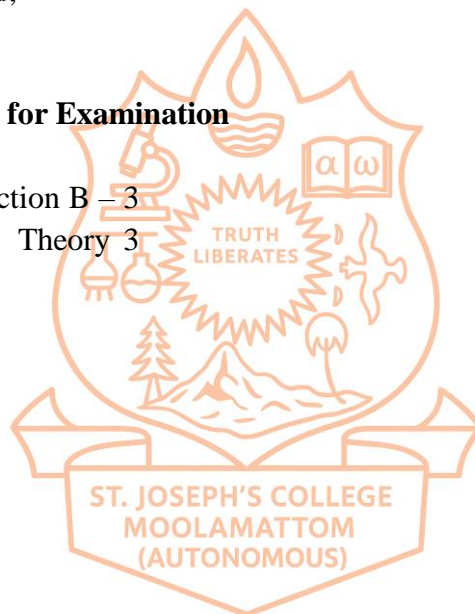 for Examination
ction B – 3
Theory 3
α ω
TRUTH
LIBERATES
ST. JOSEPH'S COLLEGE
MOOLAMATTOM
(AUTONOMOUS)